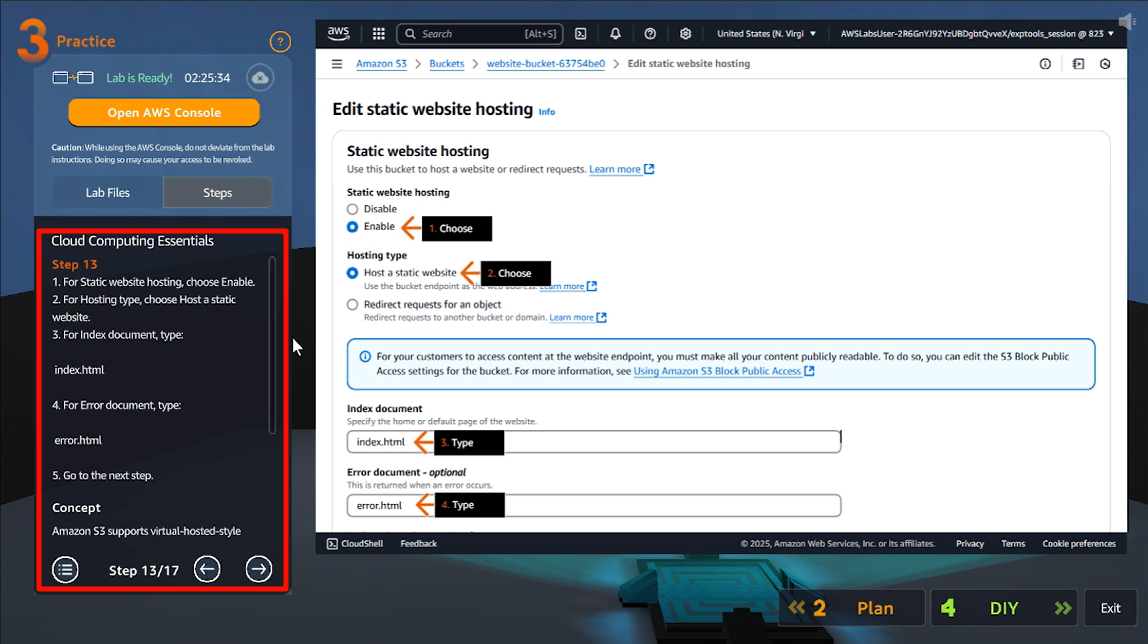 3 Practice
?
Lab is Ready! 02:25:34
Open AWS Console
Caution: While using the AWS Console, do not deviate from the lab
instructions. Doing so may cause your access to be revoked.
Lab Files Steps
Cloud Computing Essentials
Step 13
1. For Static website hosting, choose Enable.
2. For Hosting type, choose Host a static
website.
3. For Index document, type:
index.html
4. For Error document, type:
error.html
5. Go to the next step.
Concept
Amazon S3 supports virtual-hosted-style
Step 13/17
aws Search [Alt+S] United States (N. Virgi AWSLabsUser-2R6GnYJ92YzUBDgbtQvveX/exptools_session @ 823
Amazon S3 > Buckets > website-bucket-63754be0 > Edit static website hosting
Edit static website hosting Info
Static website hosting
Use this bucket to host a website or redirect requests. Learn more
Static website hosting
Disable
Enable 1. Choose
Hosting type
Host a static website 2. Choose
Use the bucket endpoint as the web address. Learn more
Redirect requests for an object
Redirect requests to another bucket or domain. Learn more
For your customers to access content at the website endpoint, you must make all your content publicly readable. To do so, you can edit the S3 Block Public
Access settings for the bucket. For more information, see Using Amazon S3 Block Public Access
Index document
Specify the home or default page of the website.
index.html 3. Type
Error document - optional
This is returned when an error occurs.
error.html 4. Type
CloudShell Feedback © 2025, Amazon Web Services, Inc. or its affiliates. Privacy Terms Cookie preferences
2 Plan 4 DIY Exit